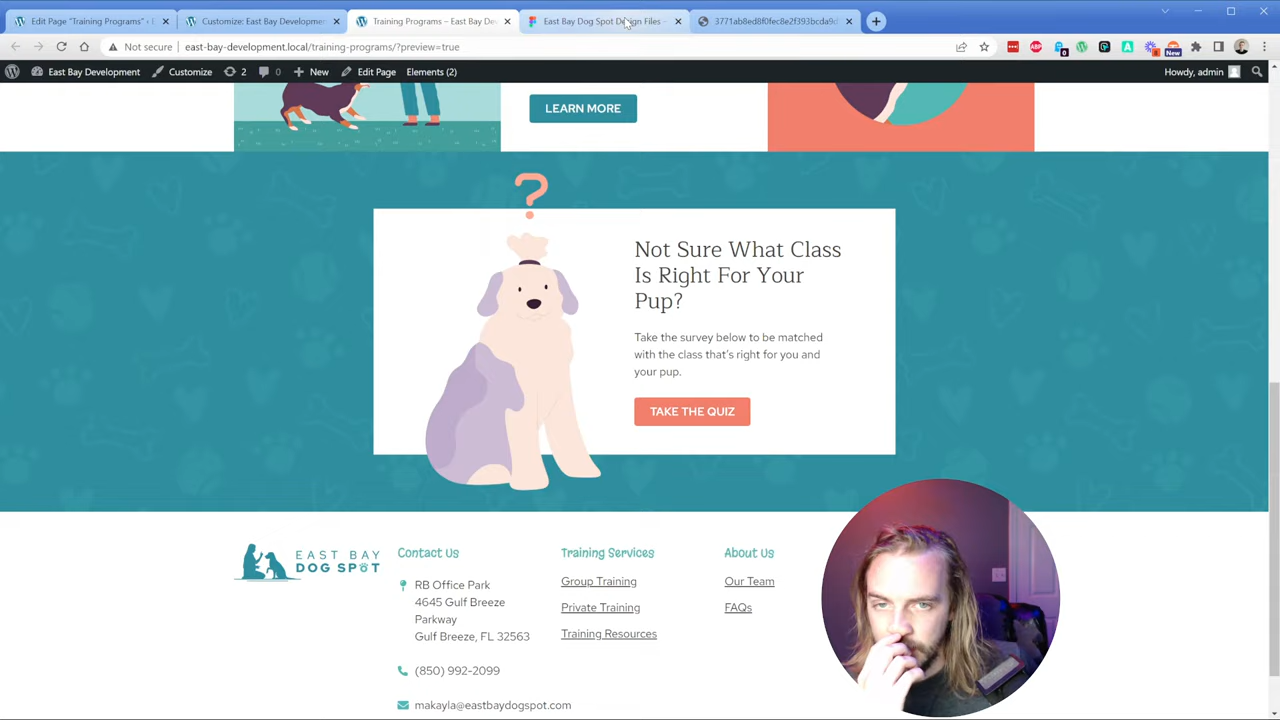 Edit Page "Training Programs" ‹ E
Customize: East Bay Developmen
Training Programs – East Bay Dev
East Bay Dog Spot Design Files –
3771ab8ed8f0fec8e2f393bcda9d
Not secure
east-bay-development.local/training-programs/?preview=true
New
East Bay Development
Customize
2
0
New
Edit Page
Elements (2)
Howdy, admin
LEARN MORE
?
Not Sure What Class
Is Right For Your
Pup?
Take the survey below to be matched
with the class that's right for you and
your pup.
TAKE THE QUIZ
EAST BAY
DOG SPOT
Contact Us
RB Office Park
4645 Gulf Breeze
Parkway
Gulf Breeze, FL 32563
(850) 992-2099
makayla@eastbaydogspot.com
Training Services
Group Training
Private Training
Training Resources
About Us
Our Team
FAQs